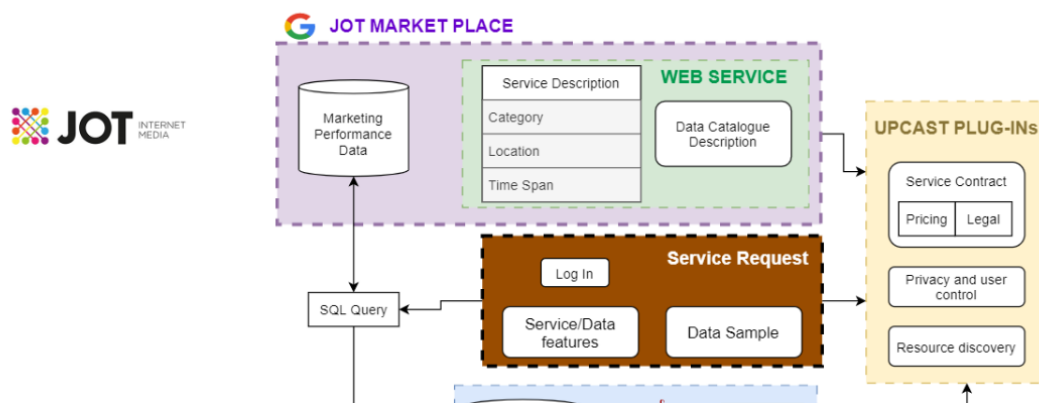 JOT MARKET PLACE
JOT INTERNET
MEDIA
Marketing
Performance
Data
WEB SERVICE
Service Description
Category
Location
Time Span
Data Catalogue
Description
UPCAST PLUG-INs
Service Contract
Pricing Legal
Privacy and user
control
Resource discovery
Service Request
Log In
Service/Data
features
Data Sample
SQL Query